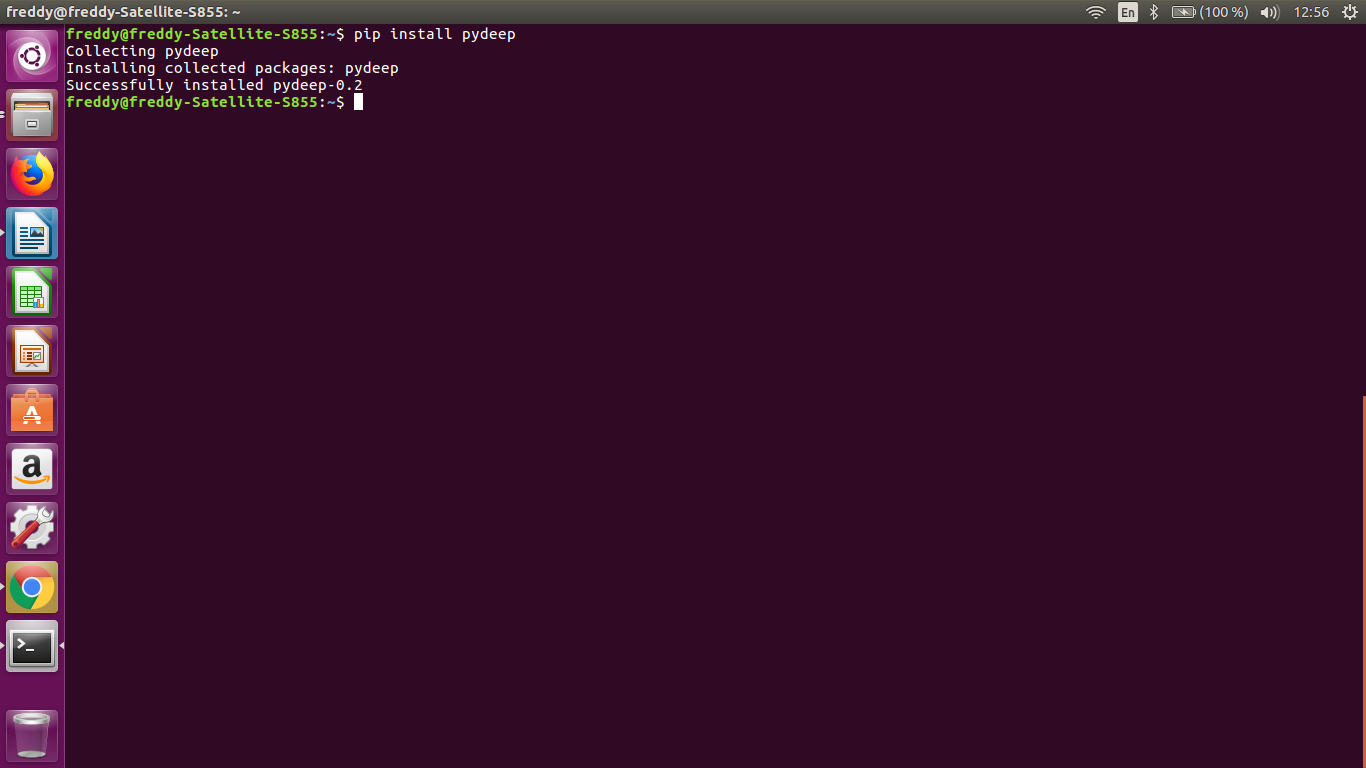 freddy@freddy-Satellite-S855: ~
En
(100 %)
12:56
freddy@freddy-Satellite-S855:~$ pip install pydeep
Collecting pydeep
Installing collected packages: pydeep
Successfully installed pydeep-0.2
freddy@freddy-Satellite-S855:~$
A
a
>_